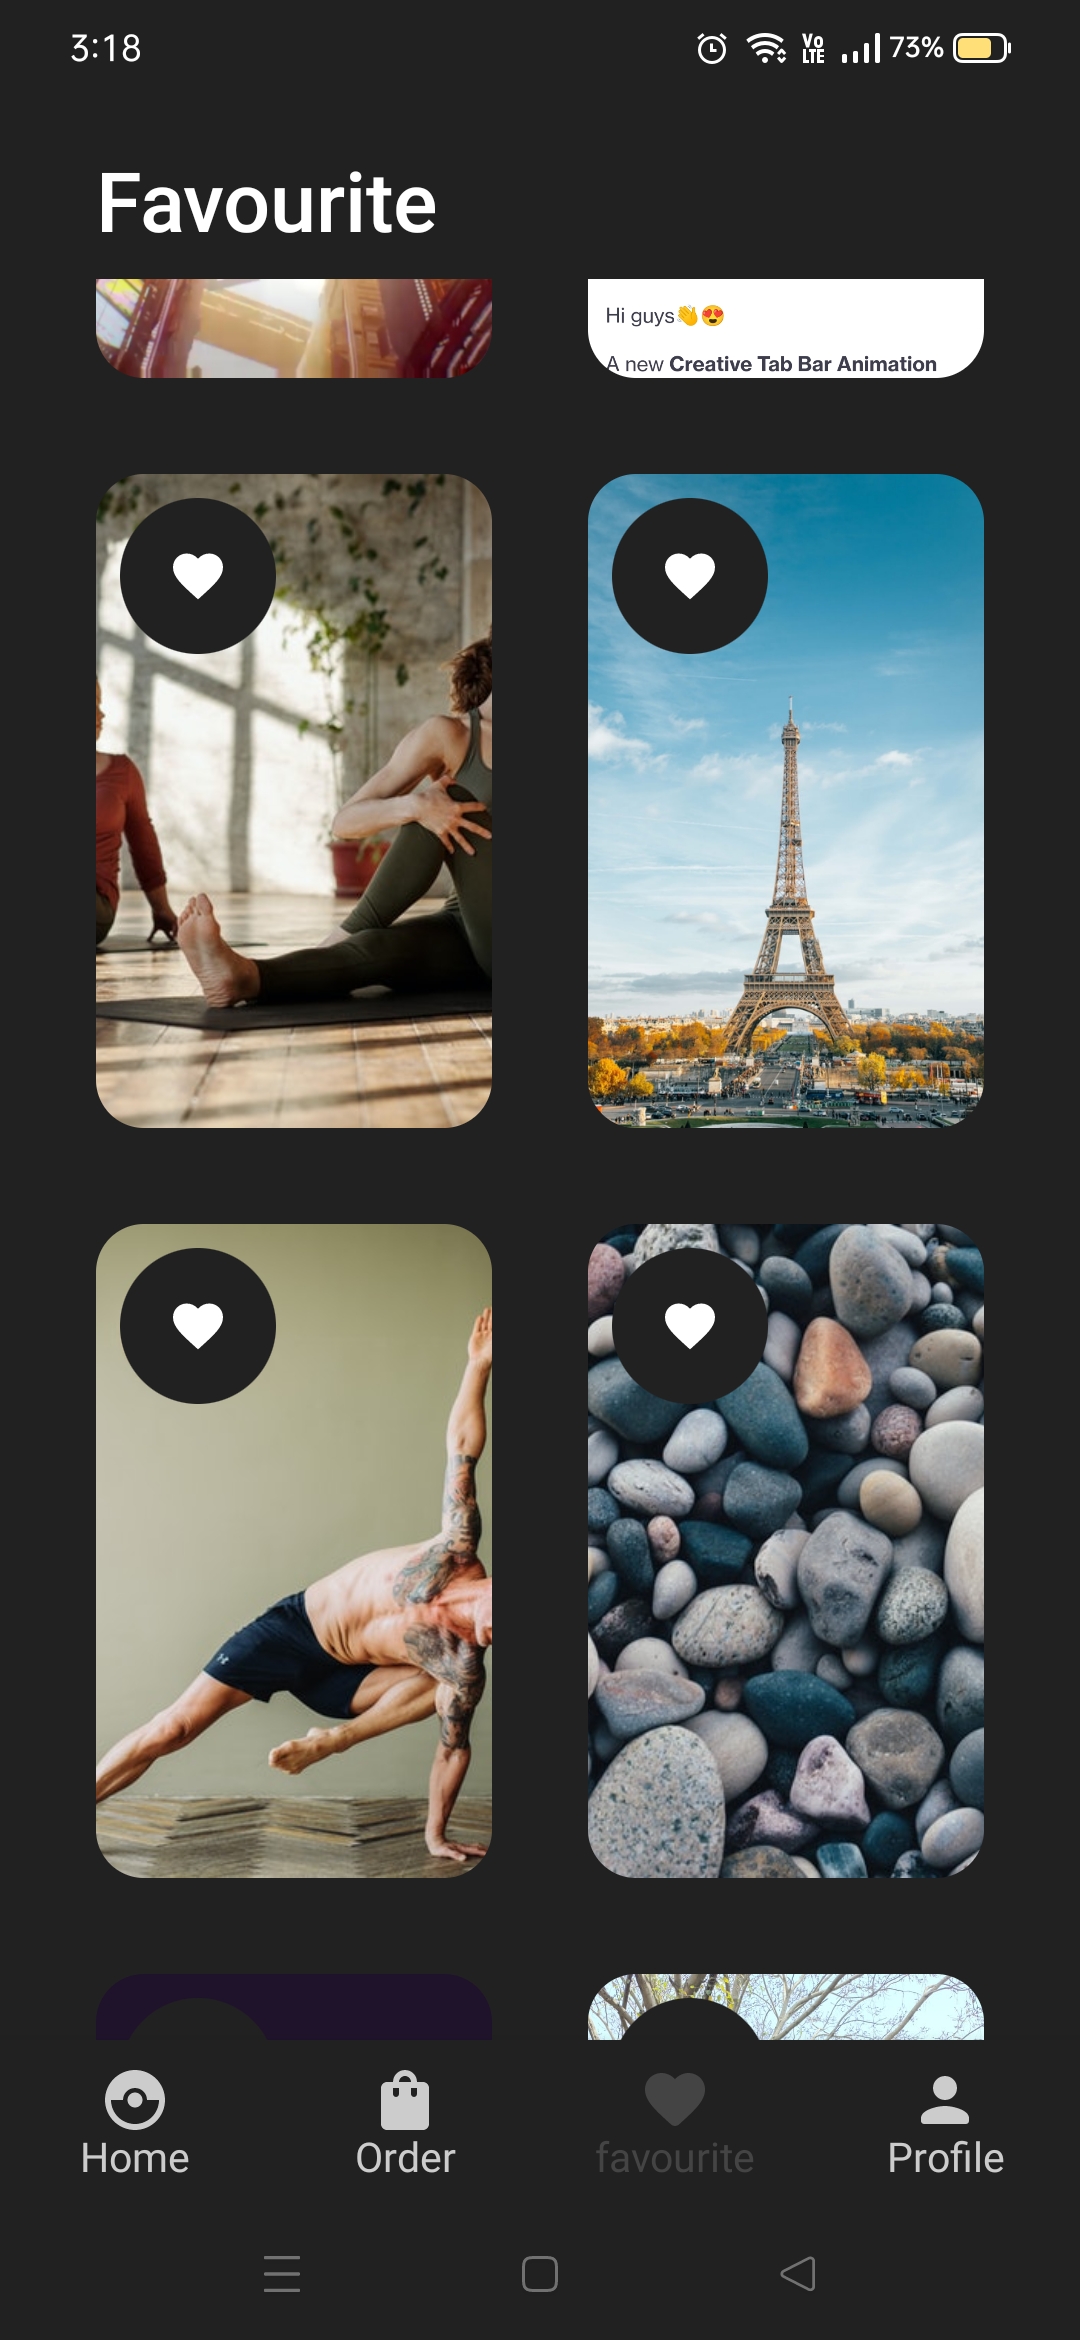 3:18 Vo LTE 73%
Favourite
Hi guys👋😍
A new Creative Tab Bar Animation
Home Order favourite Profile